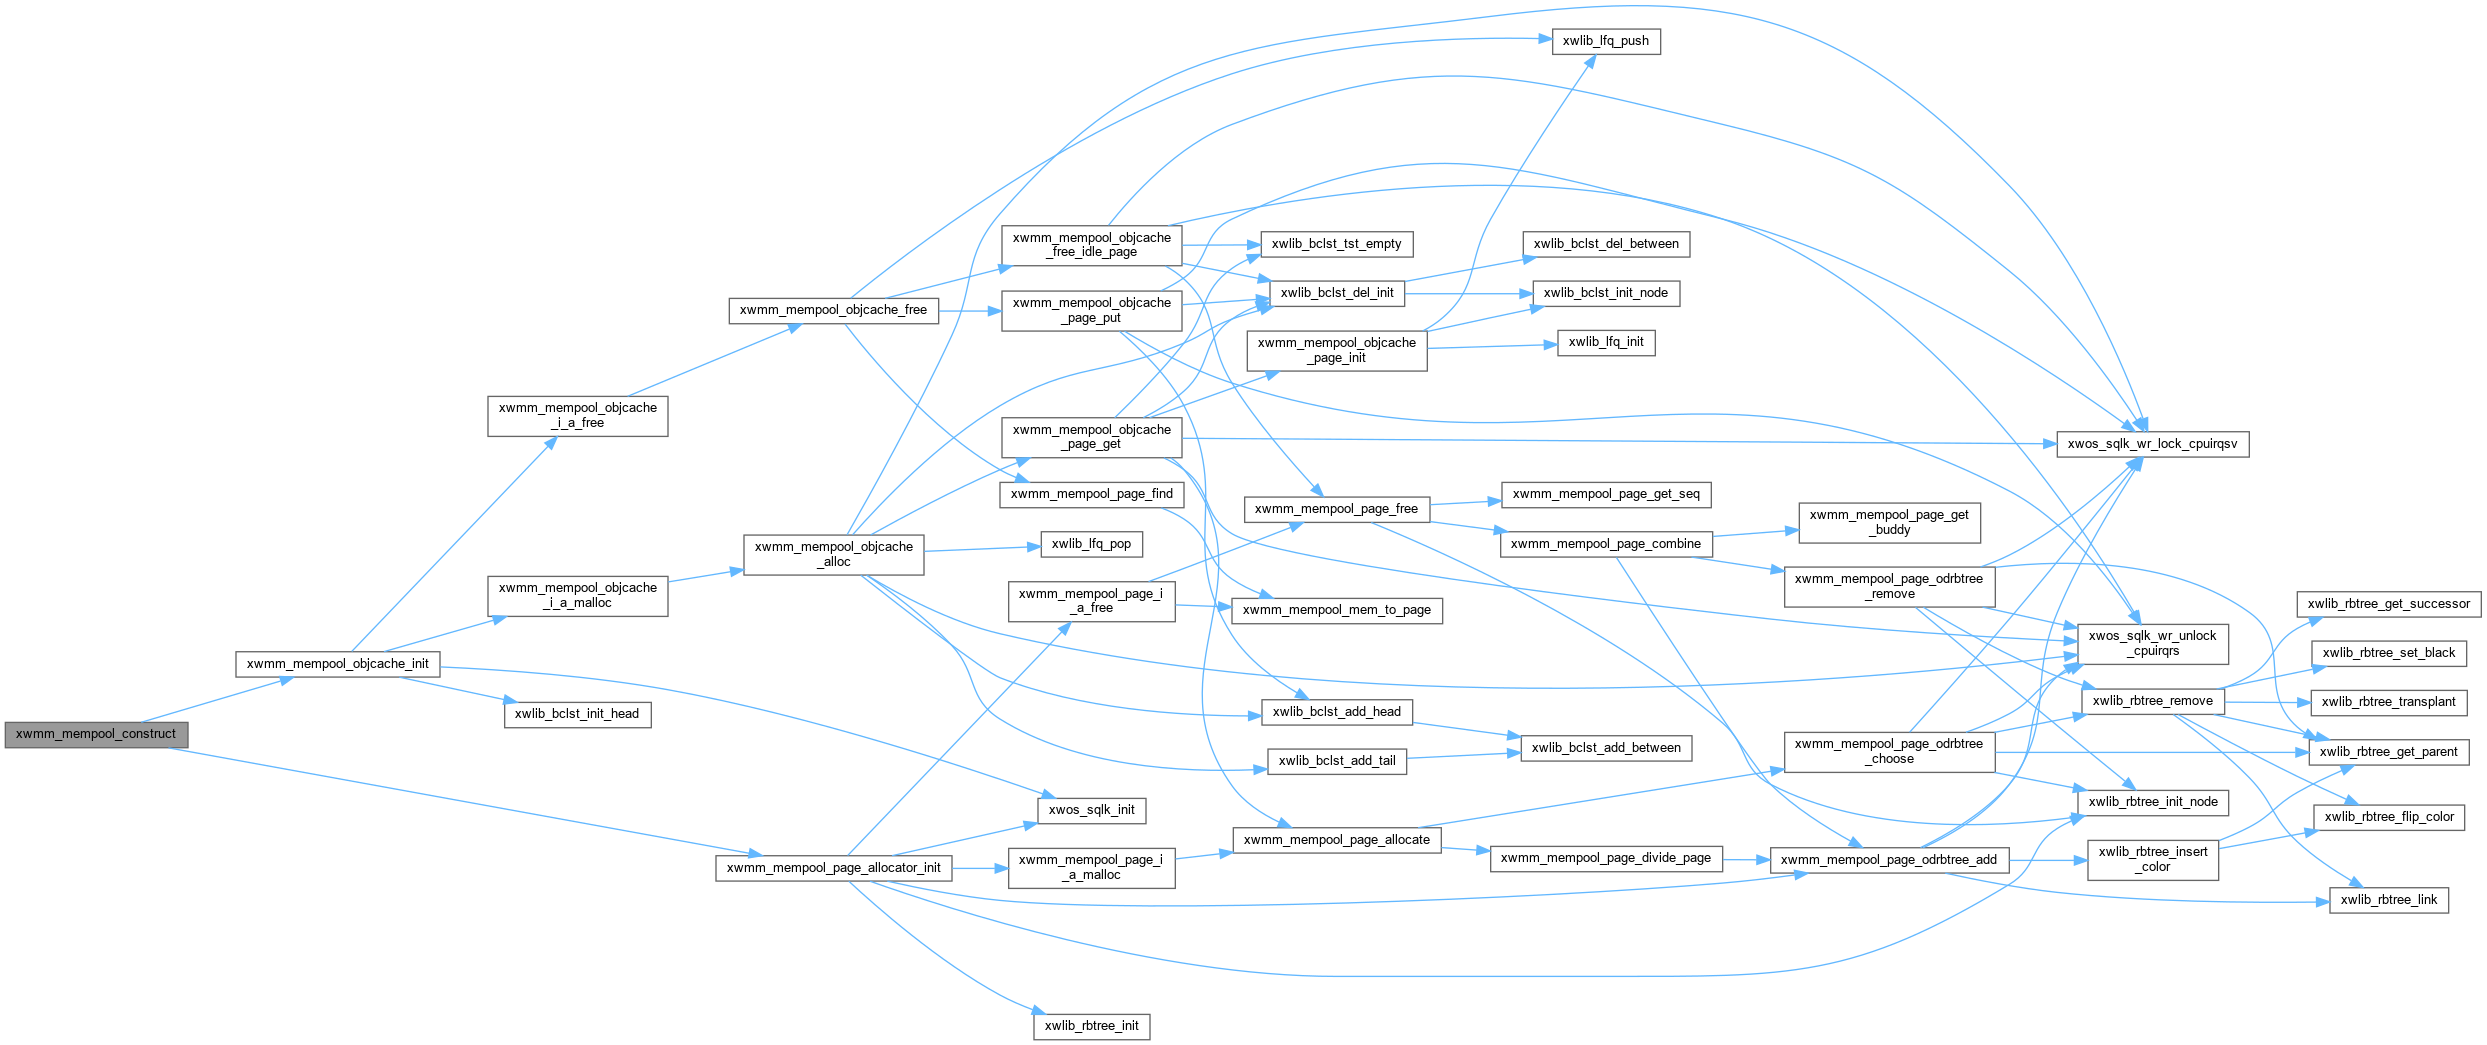 xwmm_mempool_construct
xwmm_mempool_objcache_init
xwmm_mempool_objcache
_i_a_free
xwmm_mempool_objcache
_i_a_malloc
xwlib_bclst_init_head
xwmm_mempool_objcache_free
xwmm_mempool_objcache
_alloc
xwmm_mempool_page_allocator_init
xwmm_mempool_objcache
_free_idle_page
xwmm_mempool_objcache
_page_put
xwmm_mempool_objcache
_page_get
xwmm_mempool_page_find
xwlib_lfq_pop
xwmm_mempool_page_i
_a_free
xwos_sqlk_init
xwmm_mempool_page_i
_a_malloc
xwlib_rbtree_init
xwlib_bclst_tst_empty
xwlib_bclst_del_init
xwmm_mempool_objcache
_page_init
xwmm_mempool_page_free
xwmm_mempool_mem_to_page
xwlib_bclst_add_head
xwlib_bclst_add_tail
xwmm_mempool_page_allocate
xwlib_lfq_push
xwlib_bclst_del_between
xwlib_bclst_init_node
xwlib_lfq_init
xwmm_mempool_page_get_seq
xwmm_mempool_page_combine
xwlib_bclst_add_between
xwmm_mempool_page_divide_page
xwmm_mempool_page_get
_buddy
xwmm_mempool_page_odrbtree
_remove
xwmm_mempool_page_odrbtree
_choose
xwmm_mempool_page_odrbtree_add
xwos_sqlk_wr_lock_cpuirqsv
xwos_sqlk_wr_unlock
_cpuirqrs
xwlib_rbtree_remove
xwlib_rbtree_init_node
xwlib_rbtree_insert
_color
xwlib_rbtree_get_successor
xwlib_rbtree_set_black
xwlib_rbtree_transplant
xwlib_rbtree_get_parent
xwlib_rbtree_flip_color
xwlib_rbtree_link